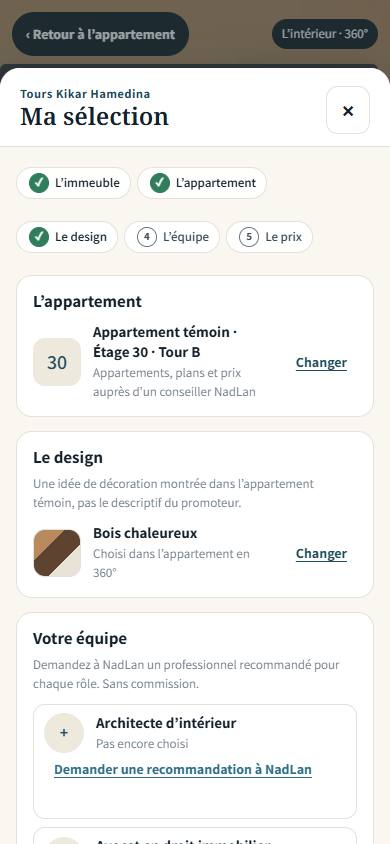 ‹ Retour à l’appartement
L’intérieur · 360°
Tours Kikar Hamedina
Ma sélection
✕
✓ L’immeuble
✓ L’appartement
✓ Le design
4 L’équipe
5 Le prix
L’appartement
30
Appartement témoin ·
Étage 30 · Tour B
Appartements, plans et prix
auprès d’un conseiller NadLan
Changer
Le design
Une idée de décoration montrée dans l’appartement
témoin, pas le descriptif du promoteur.
Bois chaleureux
Choisi dans l’appartement en
360°
Changer
Votre équipe
Demandez à NadLan un professionnel recommandé pour
chaque rôle. Sans commission.
+
Architecte d’intérieur
Pas encore choisi
Demander une recommandation à NadLan
Avocat en droit immobilier